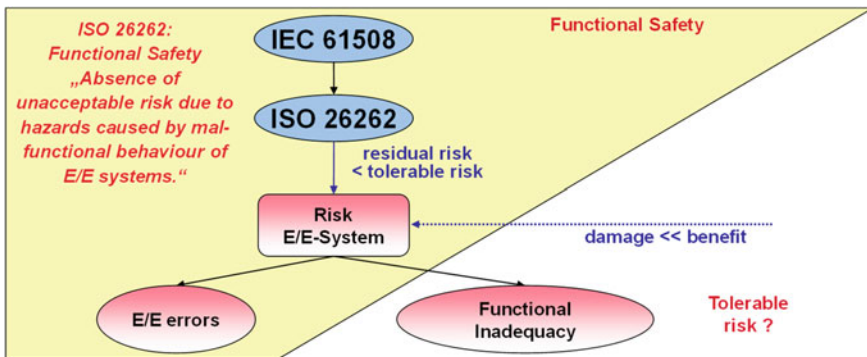 ISO 26262:
Functional Safety
„Absence of
unacceptable risk due to
hazards caused by mal-
functional behaviour of
E/E systems.“
IEC 61508
Functional Safety
ISO 26262
residual risk
< tolerable risk
Risk
E/E-System
damage << benefit
E/E errors
Functional
Inadequacy
Tolerable
risk ?